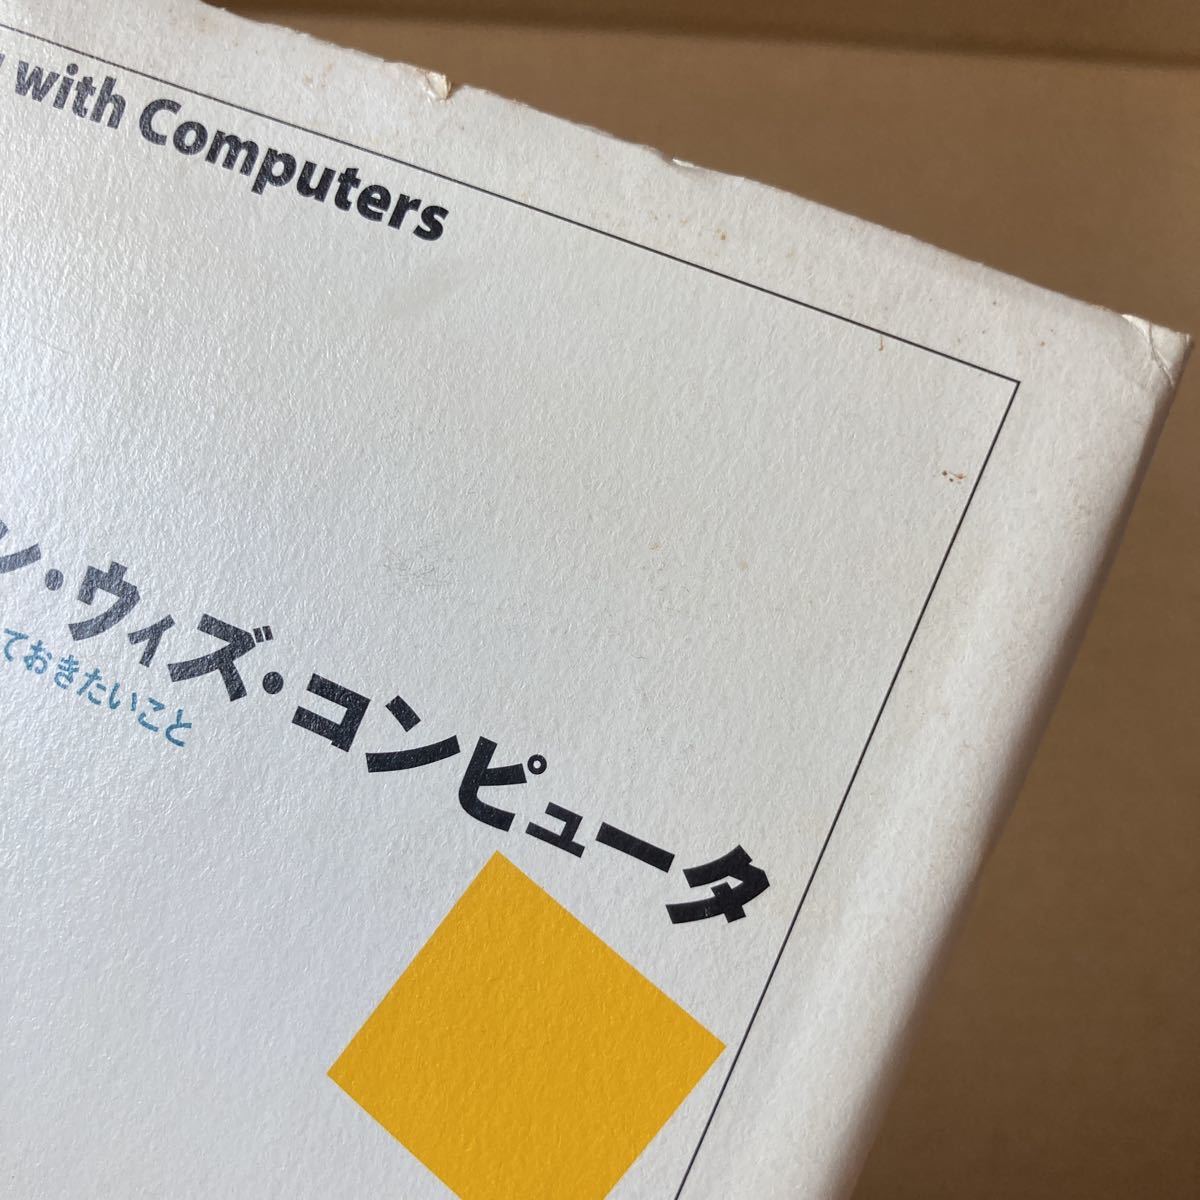 with Computers
ン・ウィズ・コンピュータ
ておきたいこと